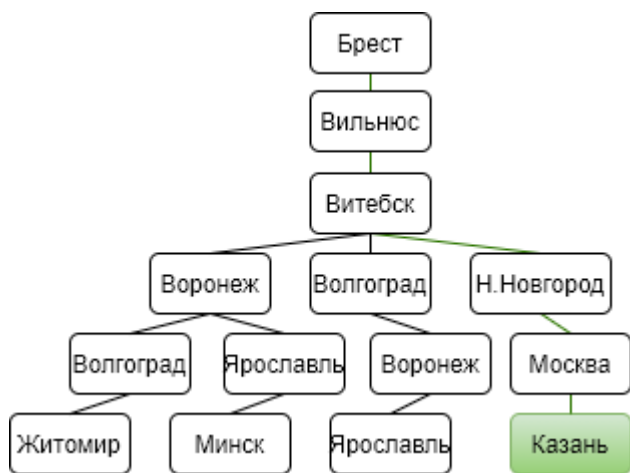 Брест
Вильнюс
Витебск
Воронеж
Волгоград
Н.Новгород
Волгоград
Ярославль
Воронеж
Москва
Житомир
Минск
Ярославль
Казань